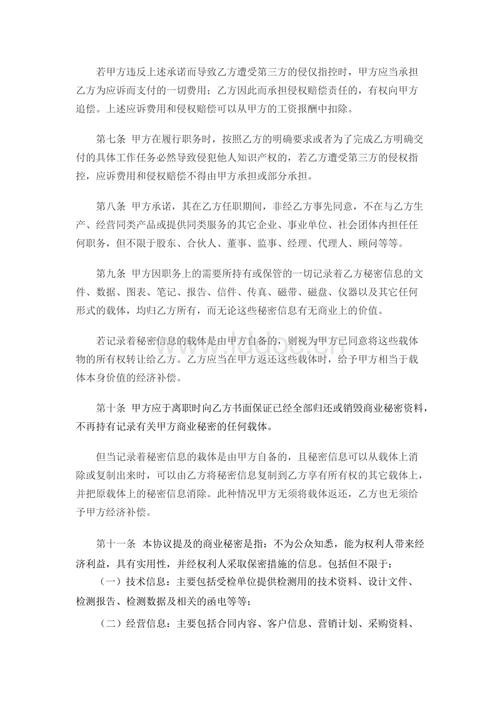 若甲方违反上述承诺而导致乙方遭受第三方的侵仅指控时，甲方应当承担
乙方为应诉而支付的一切费用；乙方因此而承担侵权赔偿责任的，有权向甲方
追偿。上述应诉费用和侵权赔偿可以从甲方的工资报酬中扣除。
第七条 甲方在履行职务时，按照乙方的明确要求或者为了完成乙方明确交
付的具体工作任务必然导致侵犯他人知识产权的，若乙方遭受第三方的侵权指
控，应诉费用和侵权赔偿不得由甲方承担或部分承担。
第八条 甲方承诺，其在乙方任职期间，非经乙方事先同意，不在与乙方生
产、经营同类产品或提供同类服务的其它企业、事业单位、社会团体内担任任
何职务，但不限于股东、合伙人、董事、监事、经理、代理人、顾问等等。
第九条 甲方因职务上的需要所持有或保管的一切记录着乙方秘密信息的文
件、数据、图表、笔记、报告、信件、传真、磁带、磁盘、仪器以及其它任何
形式的载体，均归乙方所有，而无论这些秘密信息有无商业上的价值。
若记录着秘密信息的载体是由甲方自备的，则视为甲方已同意将这些载体
物的所有权转让给乙方。乙方应当在甲方返还这些载体时，给予甲方相当于载
体本身价值的经济补偿。
www.lddoc.cn
第十条 甲方应于离职时向乙方书面保证已经全部归还或销毁商业秘密资料，
不再持有记录有关甲方商业秘密的任何载体。
但当记录着秘密信息的载体是由甲方自备的，且秘密信息可以从载体上消
除或复制出来时，可以由乙方将秘密信息复制到乙方享有所有权的其它载体上，
并把原载体上的秘密信息消除。此种情况甲方无须将载体返还，乙方也无须给
予甲方经济补偿。
第十一条 本协议提及的商业秘密是指：不为公众知悉，能为权利人带来经
济利益，具有实用性，并经权利人采取保密措施的信息。包括但不限于；
（一）技术信息：主要包括受检单位提供检测用的技术资料、设计文件、
检测报告、检测数据及相关的函电等等；
（二）经营信息：主要包括合同内容、客户信息、营销计划、采购资料、